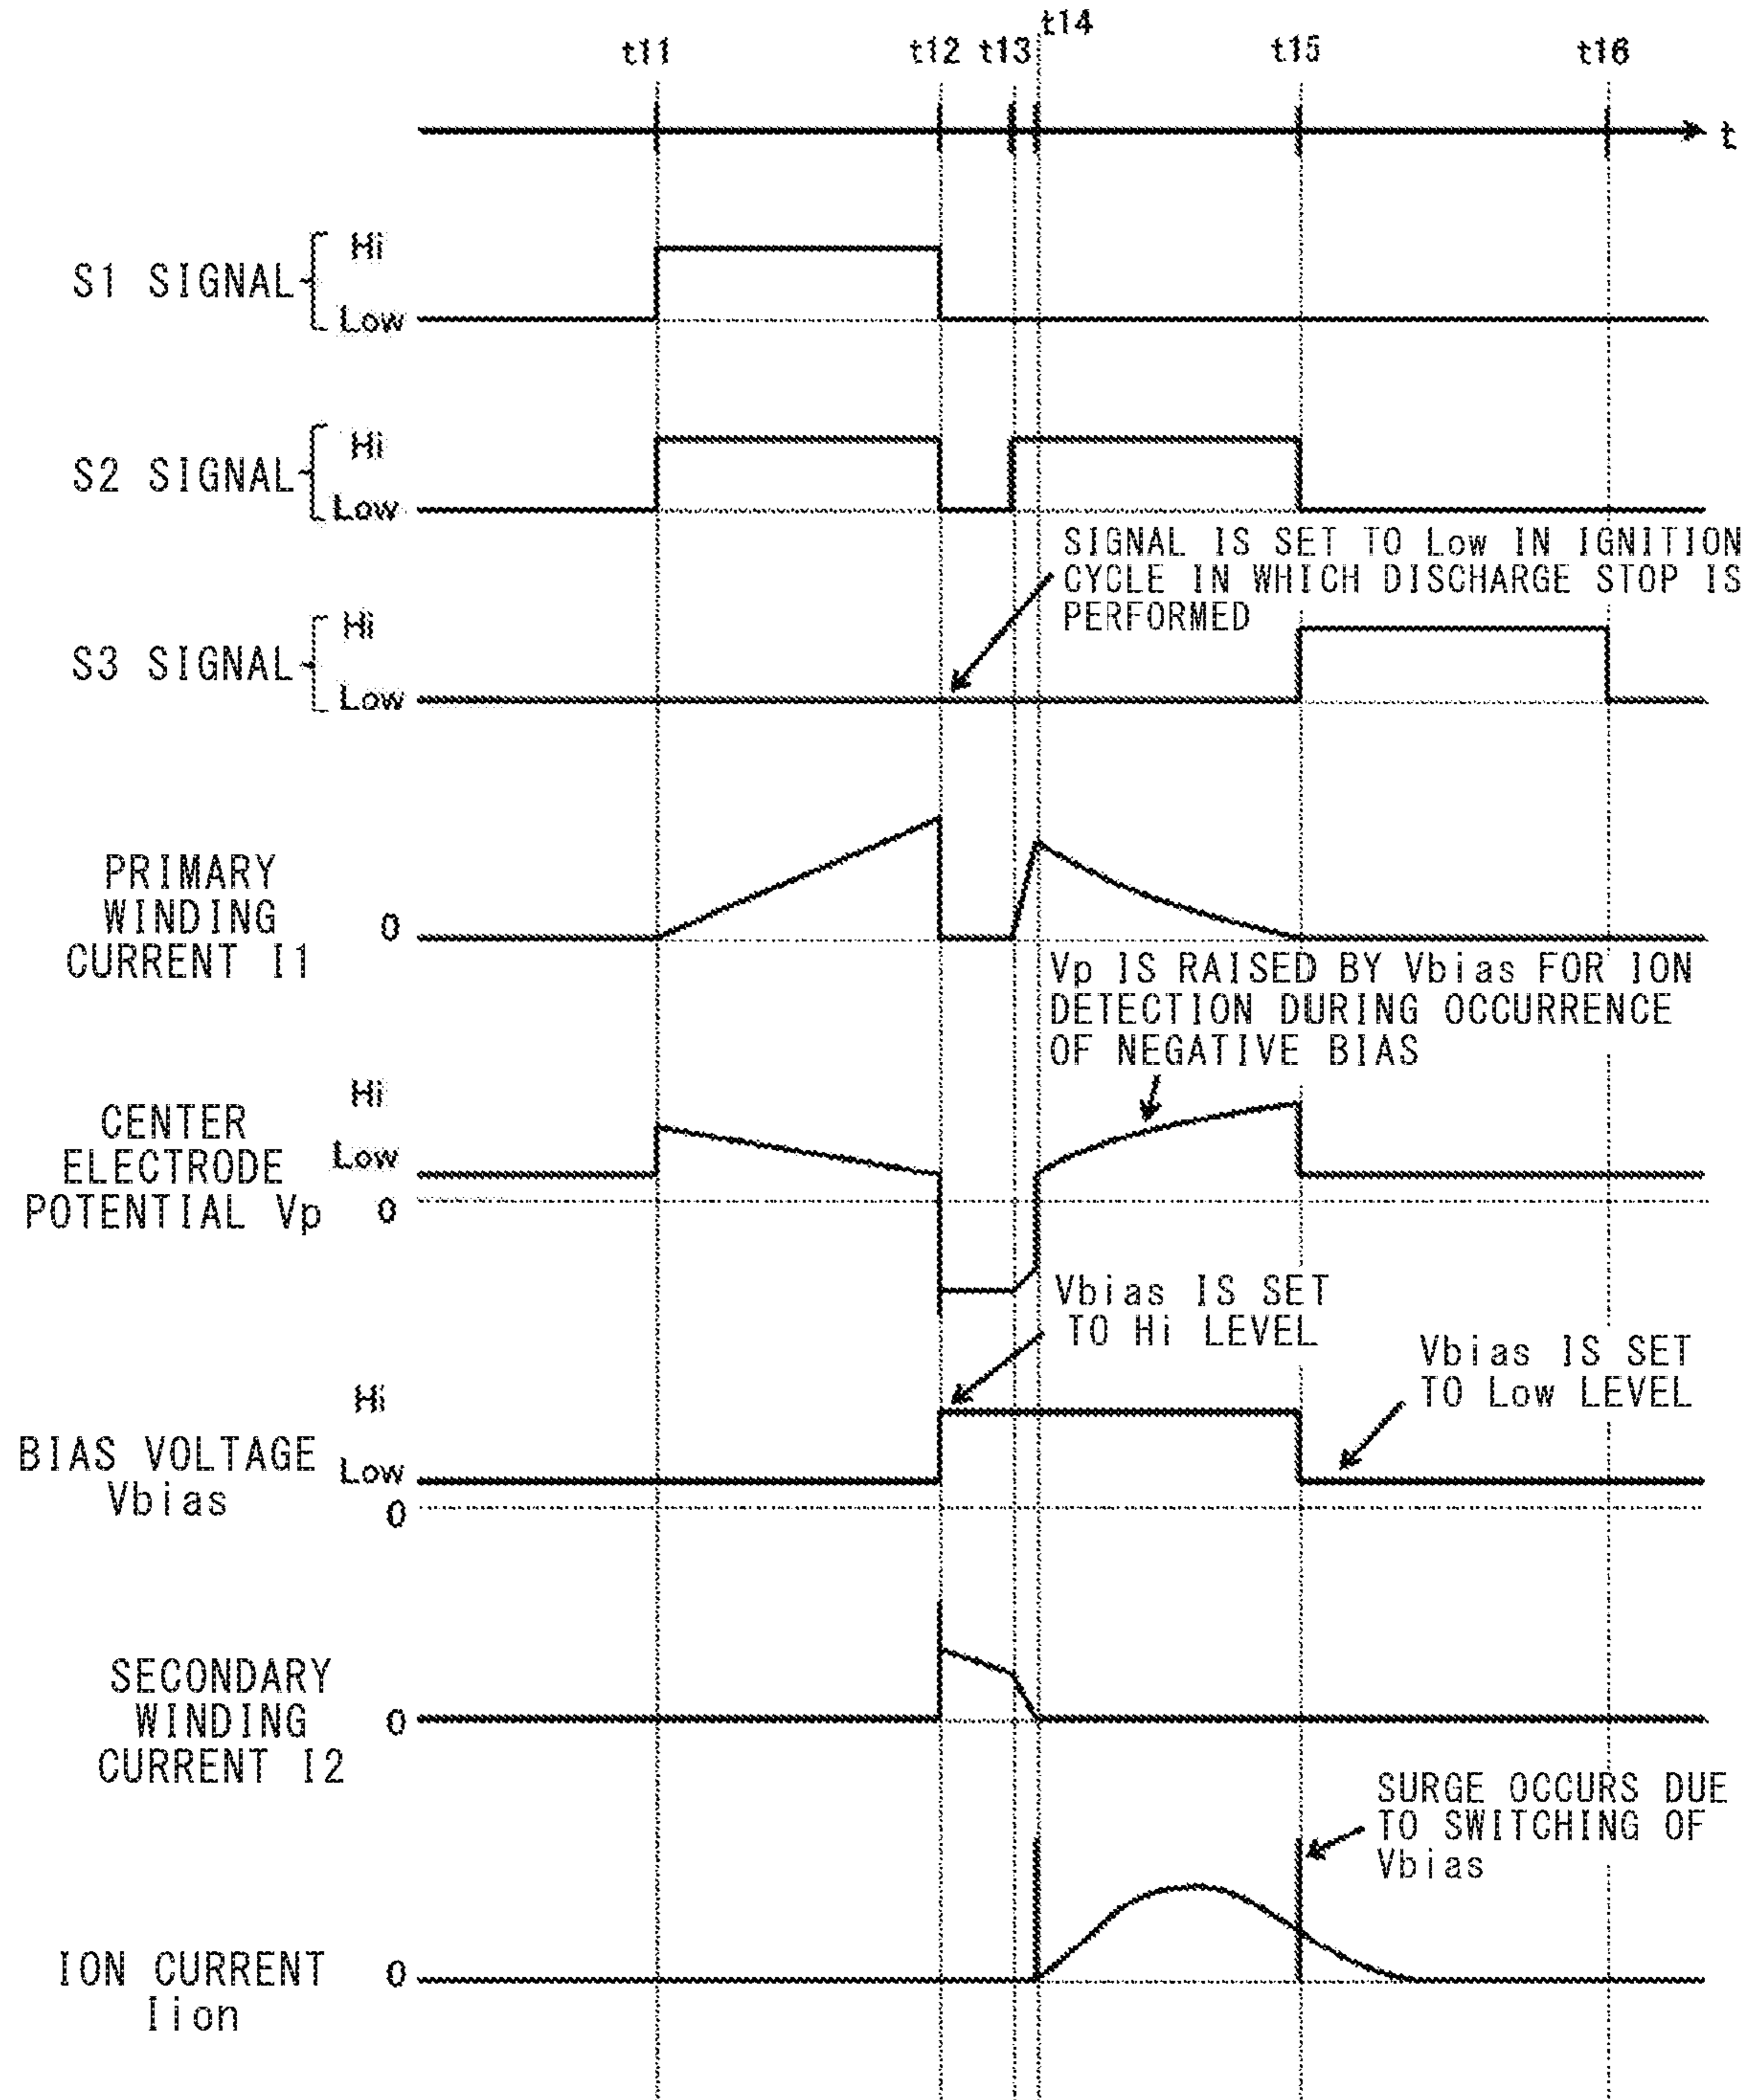 t14
t11
t12
t13
t15
t16
t
Hi
S1 SIGNAL
Low
Hi
S2 SIGNAL
Low
SIGNAL IS SET TO Low IN IGNITION
CYCLE IN WHICH DISCHARGE STOP IS
PERFORMED
Hi
S3 SIGNAL
Low
PRIMARY
WINDING
CURRENT I1
0
Vp IS RAISED BY Vbias FOR ION
DETECTION DURING OCCURRENCE
OF NEGATIVE BIAS
Hi
CENTER
ELECTRODE
POTENTIAL Vp
Low
0
Vbias IS SET
TO Hi LEVEL
Vbias IS SET
TO Low LEVEL
Hi
BIAS VOLTAGE
Vbias
Low
0
SECONDARY
WINDING
CURRENT I2
0
SURGE OCCURS DUE
TO SWITCHING OF
Vbias
ION CURRENT
Iion
0